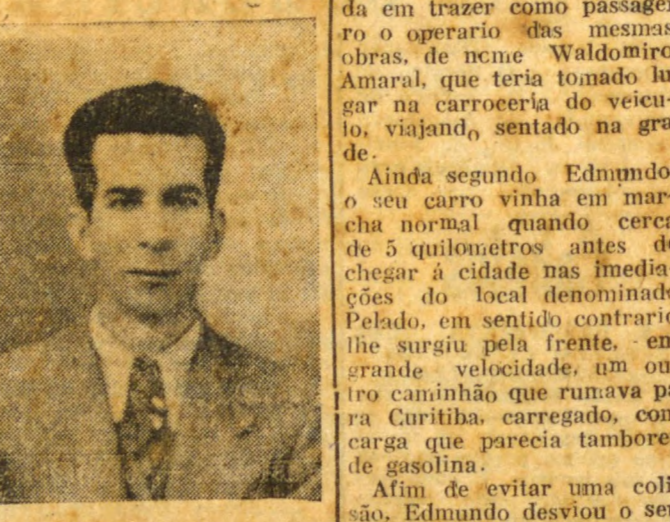 da em trazer como passagei
ro o operario das mesmas
obras, de nome Waldomiro
Amaral, que teria tomado lu
gar na carroceria do veicu
lo, viajando sentado na gra
de.
Ainda segundo Edmundo
o seu carro vinha em mar-
cha normal quando cerca
de 5 quilometros antes de
chegar á cidade nas imedia
ções do local denominado
Pelado, em sentido contrario
lhe surgiu pela frente, em
grande velocidade, um ou
tro caminhão que rumava pa
ra Curitiba, carregado, com
carga que parecia tambore
de gasolina.
Afim de evitar uma coli
são, Edmundo desviou o seu